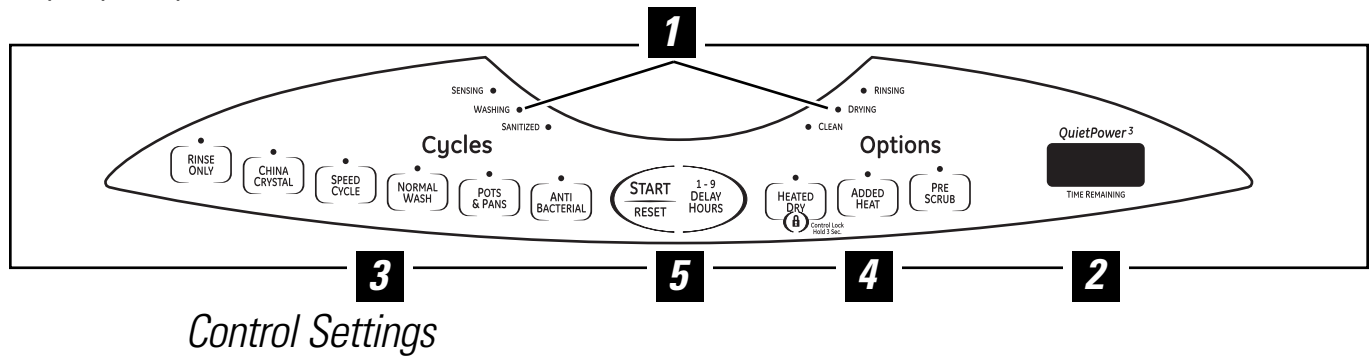 1
SENSING
WASHING
SANITIZED
RINSING
DRYING
CLEAN
Cycles
Options
RINSE
ONLY
CHINA
CRYSTAL
SPEED
CYCLE
NORMAL
WASH
POTS
& PANS
ANTI
BACTERIAL
START
RESET
1 - 9
DELAY
HOURS
HEATED
DRY
Control Lock
Hold 3 Sec.
ADDED
HEAT
PRE
SCRUB
QuietPower 3
TIME REMAINING
3
5
4
2
Control Settings